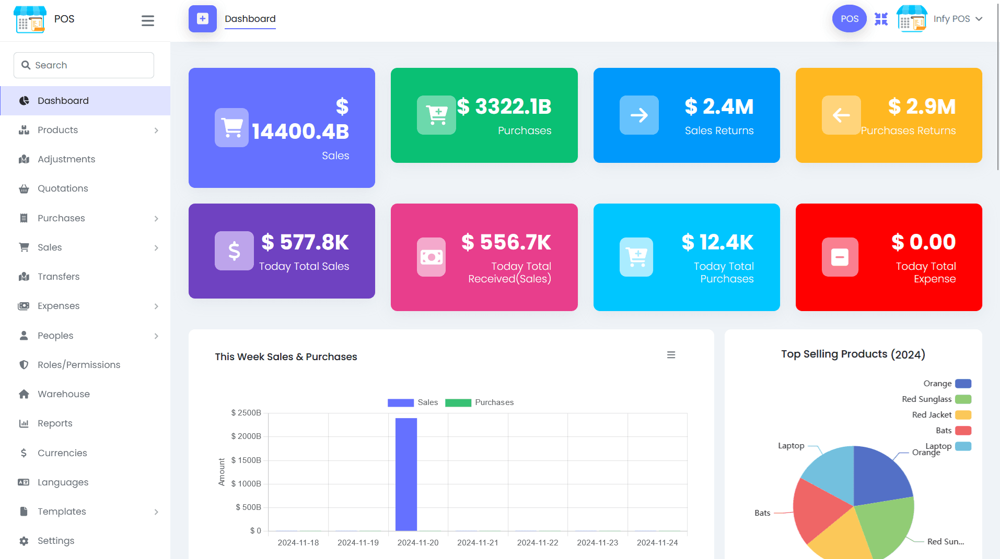 POS
Dashboard
POS
Infy POS
Search
Dashboard
Products
Adjustments
Quotations
Purchases
Sales
Transfers
Expenses
Peoples
Roles/Permissions
Warehouse
Reports
Currencies
Languages
Templates
Settings
$
14400.4B
Sales
$ 3322.1B
Purchases
$ 2.4M
Sales Returns
$ 2.9M
Purchases Returns
$ 577.8K
Today Total Sales
$ 556.7K
Today Total
Received(Sales)
$ 12.4K
Today Total
Purchases
$ 0.00
Today Total
Expense
This Week Sales & Purchases
Sales
Purchases
Amount
$ 2500B
$ 2000B
$ 1500B
$ 1000B
$ 500B
$ 0
2024-11-18
2024-11-19
2024-11-20
2024-11-21
2024-11-22
2024-11-23
2024-11-24
Top Selling Products (2024)
Orange
Red Sunglass
Red Jacket
Bats
Laptop
Laptop
Orange
Bats
Red Sun...